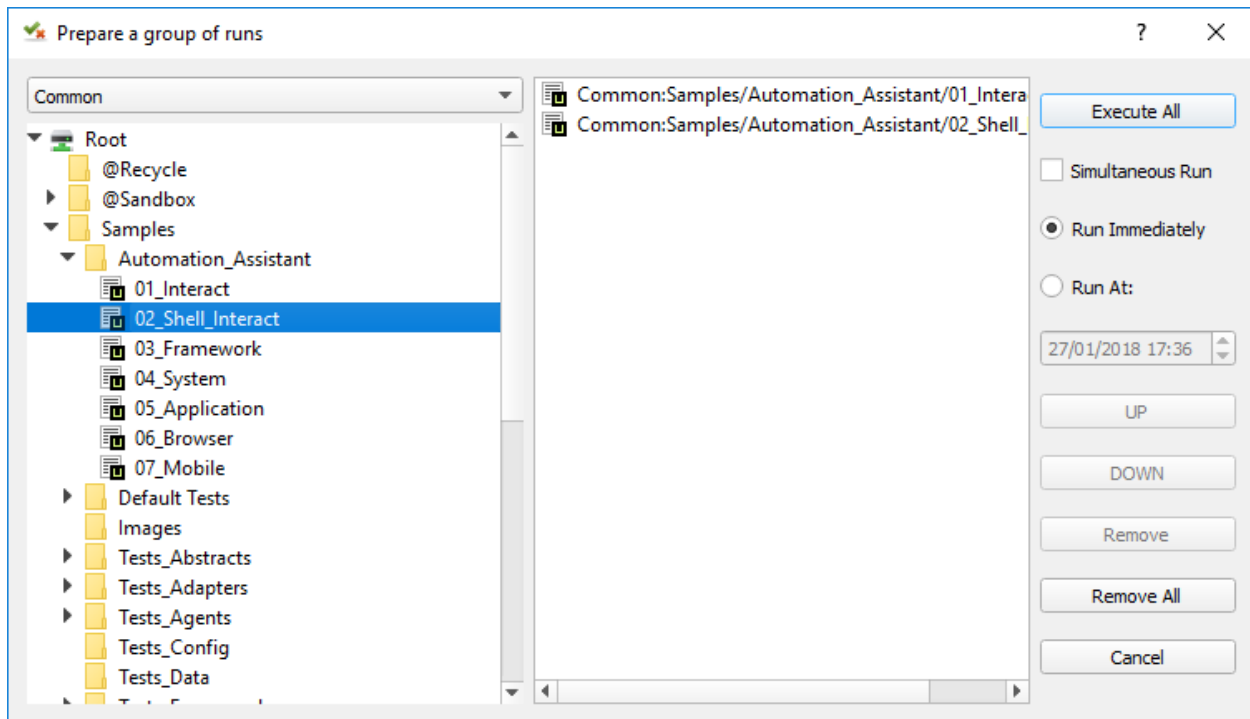 Prepare a group of runs
?
Common
Root
@Recycle
@Sandbox
Samples
Automation_Assistant
01_Interact
02_Shell_Interact
03_Framework
04_System
05_Application
06_Browser
07_Mobile
Default Tests
Images
Tests_Abstracts
Tests_Adapters
Tests_Agents
Tests_Config
Tests_Data
Common:Samples/Automation_Assistant/01_Intera
Common:Samples/Automation_Assistant/02_Shell_
Execute All
Simultaneous Run
Run Immediately
Run At:
27/01/2018 17:36
UP
DOWN
Remove
Remove All
Cancel